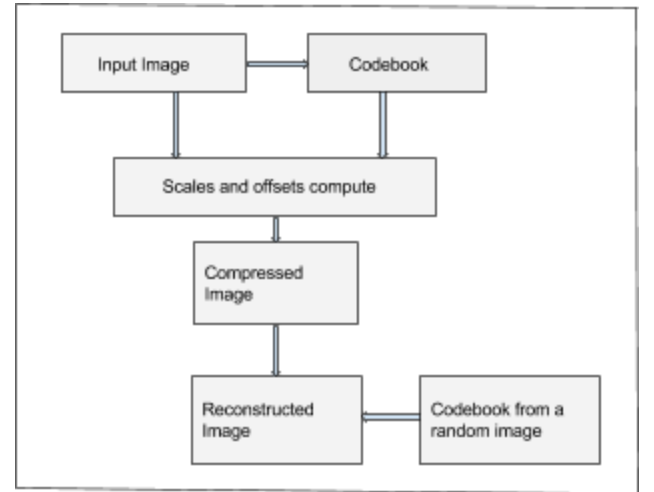 Input Image
Codebook
Scales and offsets compute
Compressed
Image
Reconstructed
Image
Codebook from a
random image